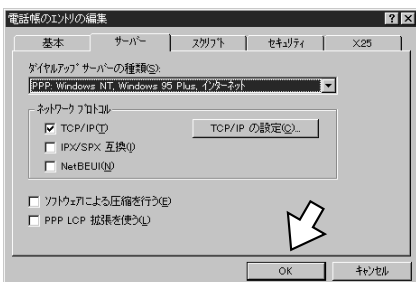 電話帳のエントリの編集
基本 サーバー スクリプト セキュリティ X.25
ダイヤルアップ サーバーの種類(S):
PPP: Windows NT, Windows 95 Plus, インターネット
ネットワーク プロトコル
TCP/IP(T) TCP/IP の設定(C)...
IPX/SPX 互換(I)
NetBEUI(N)
ソフトウェアによる圧縮を行う(E)
PPP LCP 拡張を使う(L)
OK キャンセル